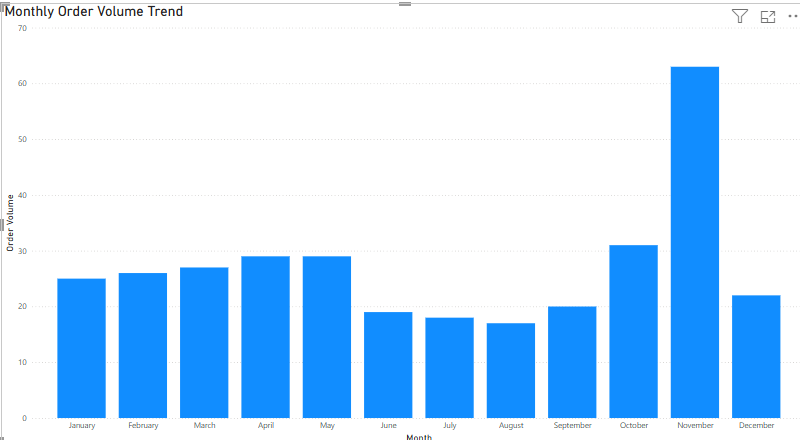 Monthly Order Volume Trend
70
60
50
40
30
20
10
0
Order Volume
January February March April May June July August September October November December
Month